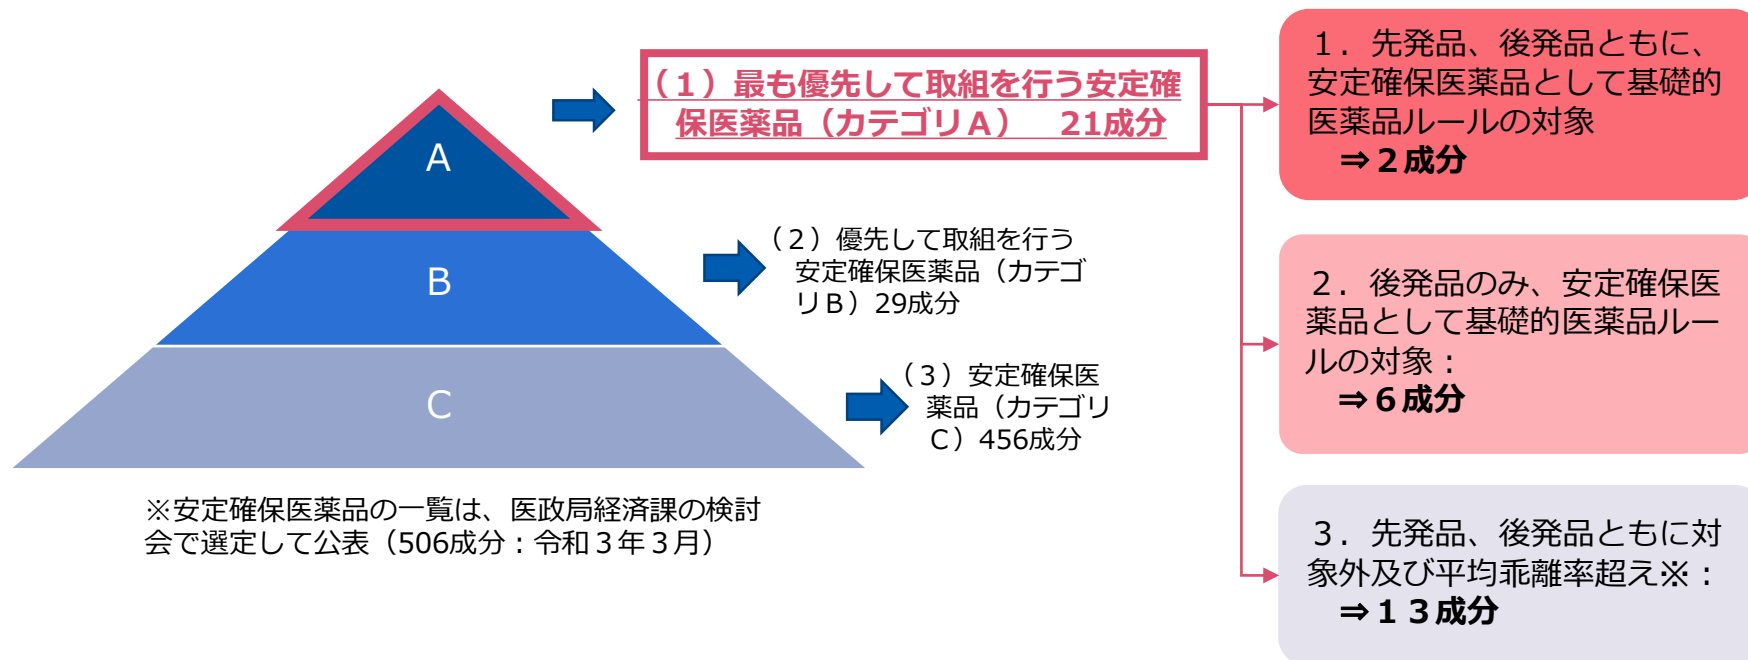 A
B
C
（１）最も優先して取組を行う安定確
保医薬品（カテゴリＡ）　21成分
（２）優先して取組を行う
安定確保医薬品（カテゴ
リＢ）29成分
（３）安定確保医
薬品（カテゴリ
Ｃ）456成分
※安定確保医薬品の一覧は、医政局経済課の検討
会で選定して公表（506成分：令和３年３月）
１．先発品、後発品ともに、
安定確保医薬品として基礎的
医薬品ルールの対象
⇒２成分
２．後発品のみ、安定確保医
薬品として基礎的医薬品ルー
ルの対象：
⇒６成分
３．先発品、後発品ともに対
象外及び平均乖離率超え※：
⇒１３成分